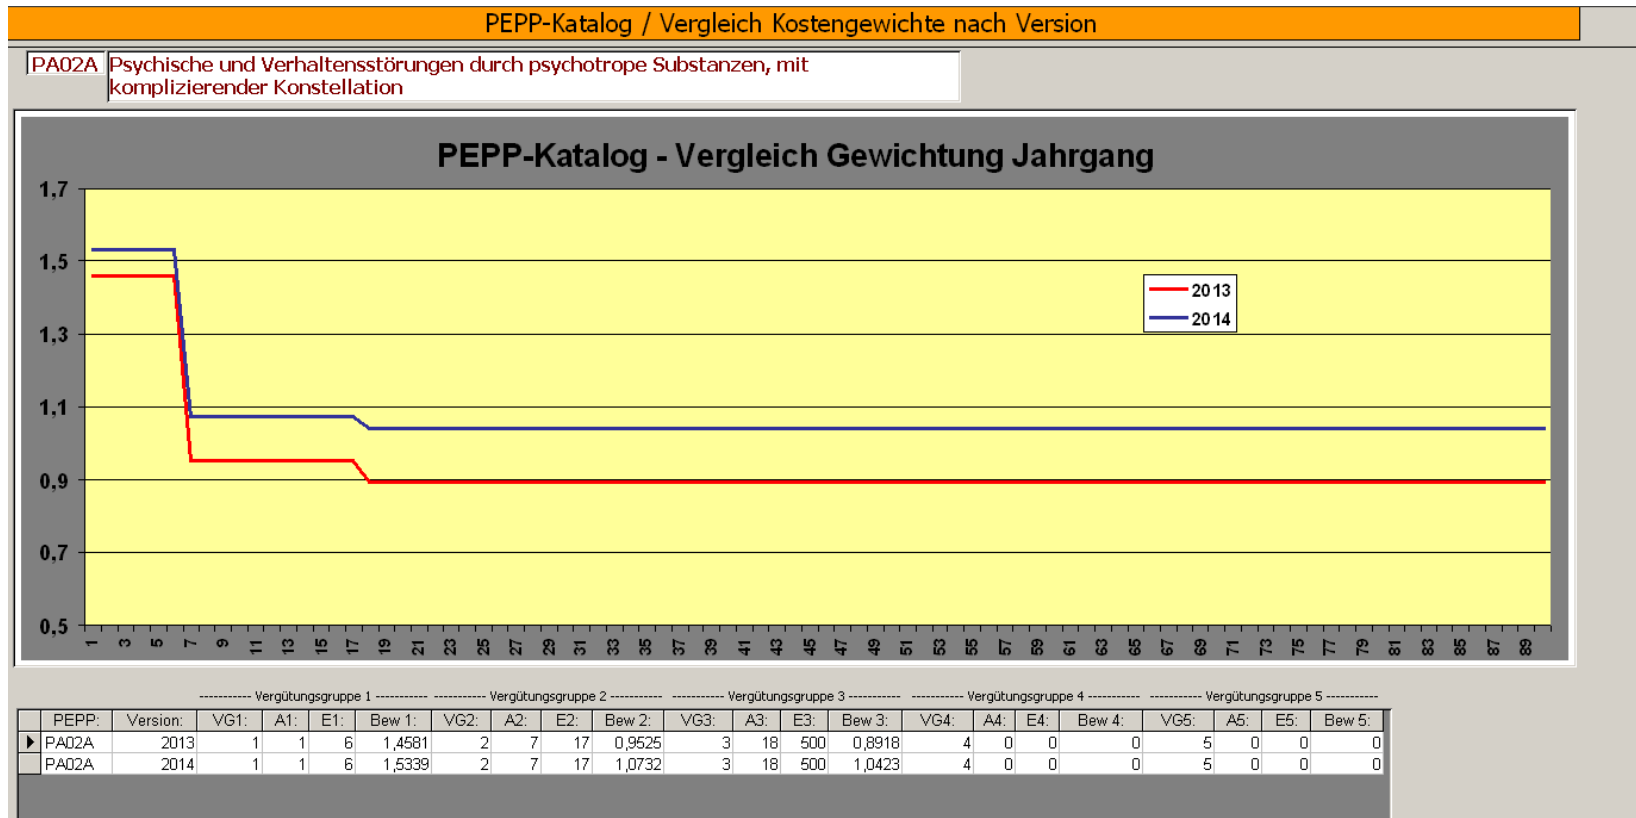 PEPP-Katalog / Vergleich Kostengewichte nach Version
PA02A Psychische und Verhaltensstörungen durch psychotrope Substanzen, mit
komplizierender Konstellation
PEPP-Katalog - Vergleich Gewichtung Jahrgang
1,7
1,5
1,3
1,1
0,9
0,7
0,5
2013
2014
1 3 5 7 9 11 13 15 17 19 21 23 25 27 29 31 33 35 37 39 41 43 45 47 49 51 53 55 57 59 61 63 65 67 69 71 73 75 77 79 81 83 85 87 89
---------- Vergütungsgruppe 1 ---------- ---------- Vergütungsgruppe 2 ---------- ---------- Vergütungsgruppe 3 ---------- ---------- Vergütungsgruppe 4 ---------- ---------- Vergütungsgruppe 5 ----------
PEPP: Version: VG1: A1: E1: Bew 1: VG2: A2: E2: Bew 2: VG3: A3: E3: Bew 3: VG4: A4: E4: Bew 4: VG5: A5: E5: Bew 5:
PA02A 2013 1 1 6 1,4581 2 7 17 0,9525 3 18 500 0,8918 4 0 0 0 5 0 0 0
PA02A 2014 1 1 6 1,5339 2 7 17 1,0732 3 18 500 1,0423 4 0 0 0 5 0 0 0